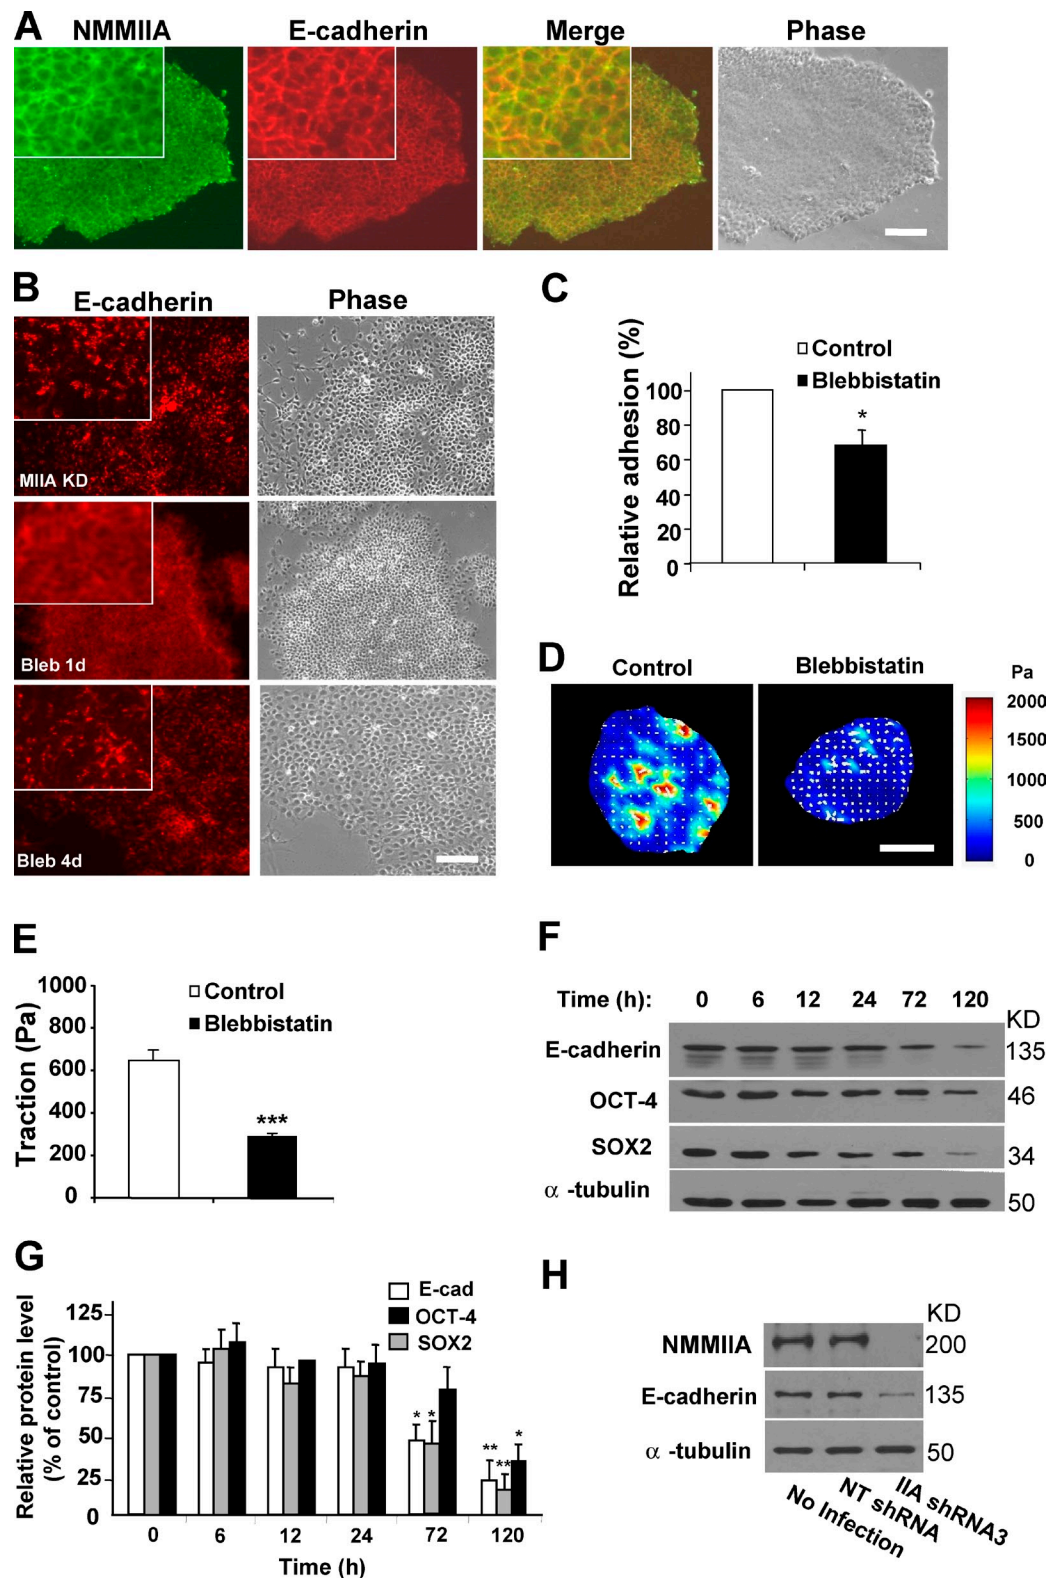 A
NMMIIA E-cadherin Merge Phase
B
E-cadherin Phase
MIIA KD
Bleb 1d
Bleb 4d
C
Relative adhesion (%)
Control
Blebbistatin
100
80
60
40
20
0
*
D
Control Blebbistatin Pa
2000
1500
1000
500
0
E
Traction (Pa)
1000
800
600
400
200
0
Control
Blebbistatin
***
F
Time (h): 0 6 12 24 72 120
KD
E-cadherin 135
OCT-4 46
SOX2 34
α -tubulin 50
G
Relative protein level
(% of control)
125
100
75
50
25
0
E-cad
OCT-4
SOX2
* *
** ** *
0 6 12 24 72 120
Time (h)
H
KD
NMMIIA 200
E-cadherin 135
α -tubulin 50
No Infection
NT shRNA
IIA shRNA3